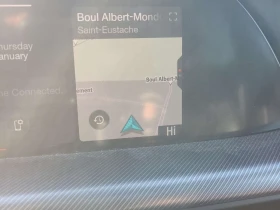 Boul Albert-Mond
Saint-Eustache
hursday
anuary
Boul Albert-M
Hi